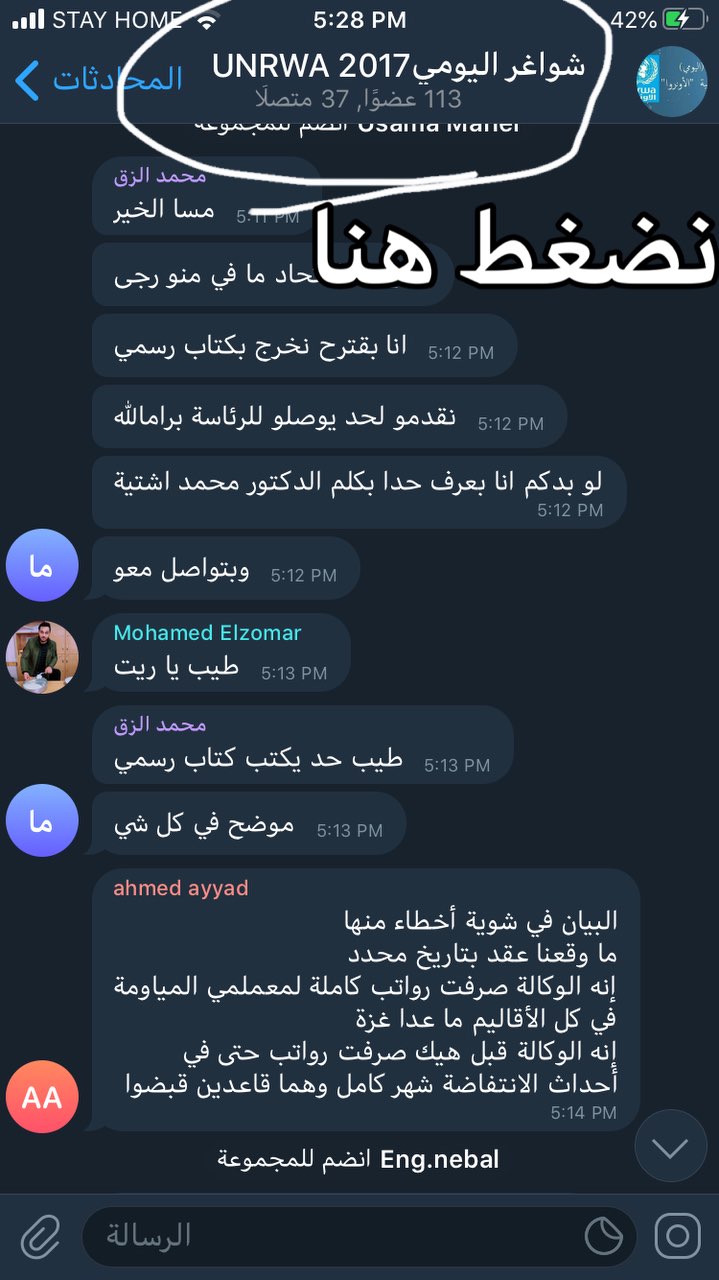 STAY HOME 5:28 PM 42%
المحادثات شواغر اليومي UNRWA 2017
113 عضوًا, 37 متصلًا
Usama Maher انضم للمجموعة
محمد الزق
مسا الخير 5:11 PM
نضغط هنا
حاد ما في منو رجى
انا بقترح نخرج بكتاب رسمي 5:12 PM
نقدمو لحد يوصلو للرئاسة برامالله 5:12 PM
لو بدكم انا بعرف حدا بكلم الدكتور محمد اشتية
5:12 PM
ما
وبتواصل معو 5:12 PM
Mohamed Elzomar
طيب يا ريت 5:13 PM
محمد الزق
طيب حد يكتب كتاب رسمي 5:13 PM
ما
موضح في كل شي 5:13 PM
ahmed ayyad
البيان في شوية أخطاء منها
ما وقعنا عقد بتاريخ محدد
إنه الوكالة صرفت رواتب كاملة لمعملمي المياومة
في كل الأقاليم ما عدا غزة
إنه الوكالة قبل هيك صرفت رواتب حتى في
أحداث الانتفاضة شهر كامل وهما قاعدين قبضوا
5:14 PM
AA
Eng.nebal انضم للمجموعة
الرسالة